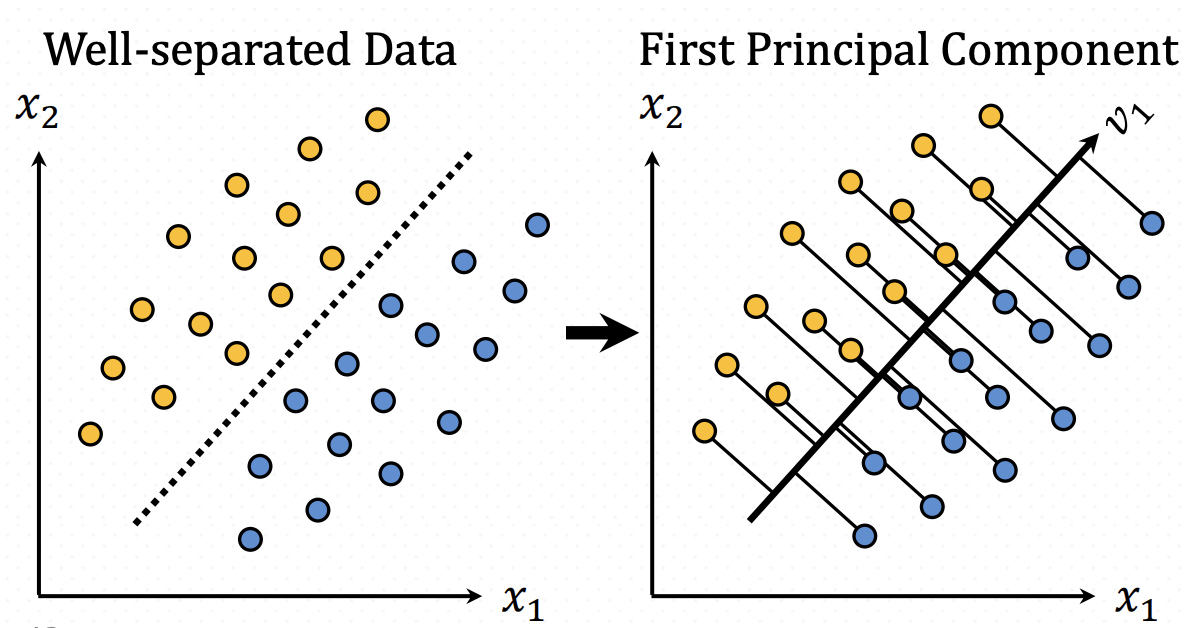 Well-separated Data
x₂
x₁
First Principal Component
x₂
v₁
x₁